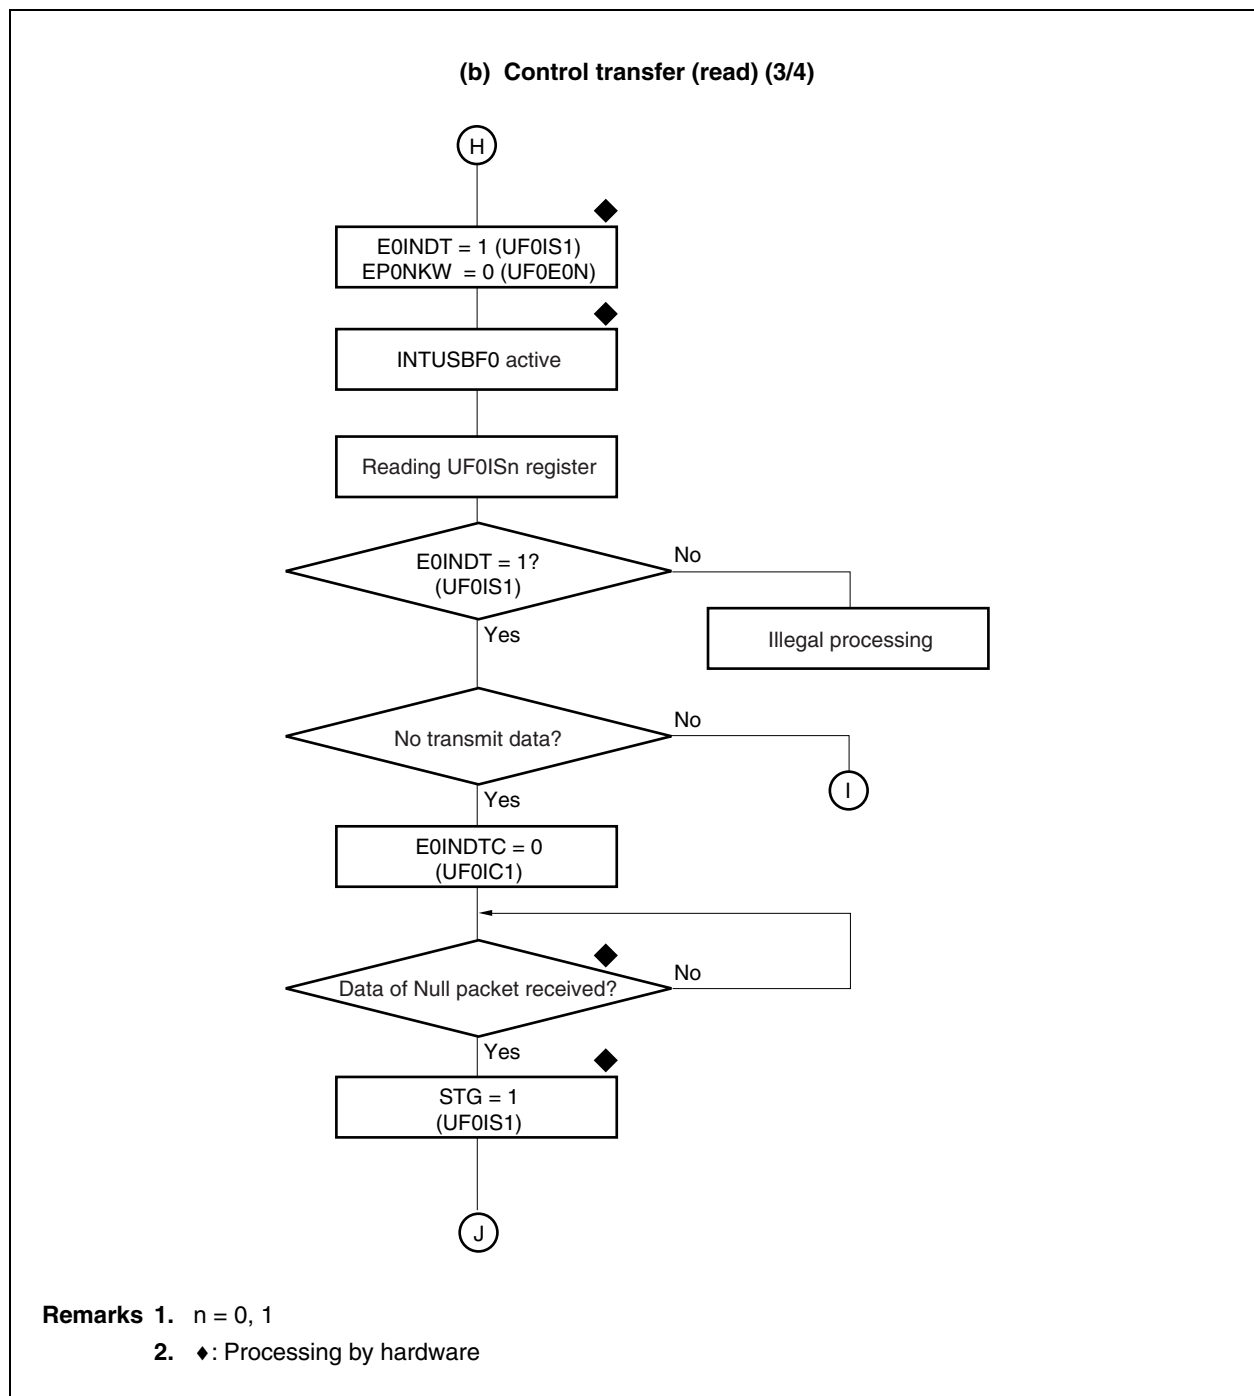 (b) Control transfer (read) (3/4)
H
E0INDT = 1 (UF0IS1)
EP0NKW = 0 (UF0E0N)
INTUSBF0 active
Reading UF0ISn register
E0INDT = 1?
(UF0IS1)
No
Illegal processing
Yes
No transmit data?
No
I
Yes
E0INDTC = 0
(UF0IC1)
Data of Null packet received?
No
Yes
STG = 1
(UF0IS1)
J
Remarks 1. n = 0, 1
2. ♦: Processing by hardware